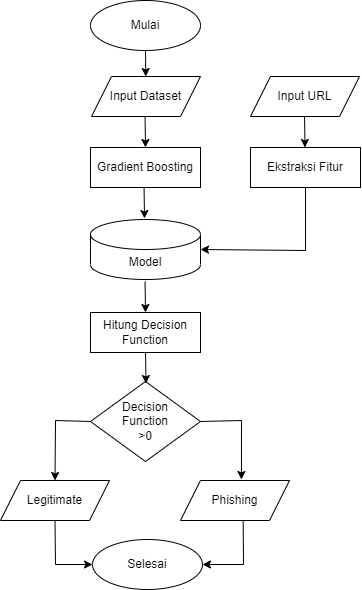 Mulai
Input Dataset
Input URL
Gradient Boosting
Ekstraksi Fitur
Model
Hitung Decision
Function
Decision
Function
>0
Legitimate
Phishing
Selesai